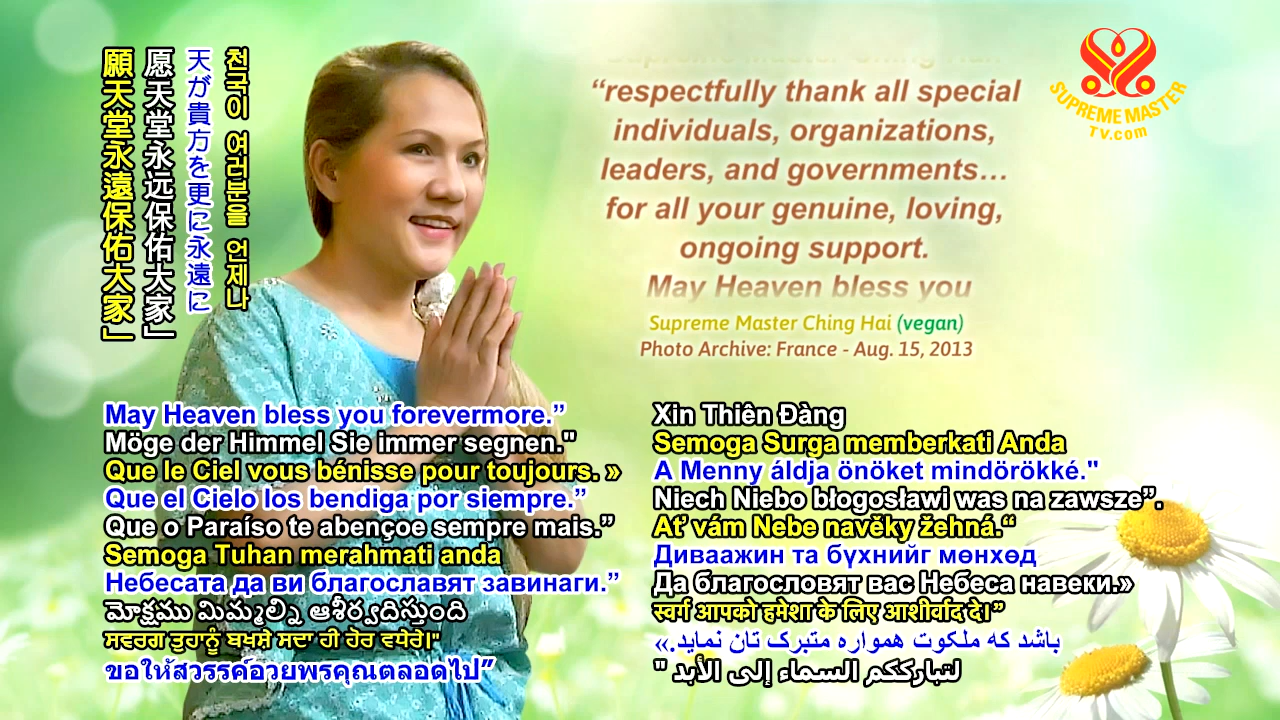 願天堂永遠保佑大家」
愿天堂永远保佑大家」
天が貴方を更に永遠に
천국이 여러분을 언제나
“respectfully thank all special
individuals, organizations,
leaders, and governments…
for all your genuine, loving,
ongoing support.
May Heaven bless you
Supreme Master Ching Hai (vegan)
Photo Archive: France - Aug. 15, 2013
SUPREME MASTER
TV.com
May Heaven bless you forevermore.”
Möge der Himmel Sie immer segnen."
Que le Ciel vous bénisse pour toujours. »
Que el Cielo los bendiga por siempre.”
Que o Paraíso te abençoe sempre mais.”
Semoga Tuhan merahmati anda
Небесата да ви благославят завинаги.”
మోక్షము మిమ్మల్ని ఆశీర్వదిస్తుంది
ਸਵਰਗ ਤੁਹਾਨੂੰ ਬਖਸ਼ੇ ਸਦਾ ਹੀ ਹੋਰ ਵਧੇਰੇ।"
ขอให้สวรรค์อวยพรคุณตลอดไป”
Xin Thiên Đàng
Semoga Surga memberkati Anda
A Menny áldja önöket mindörökké."
Niech Niebo błogosławi was na zawsze”.
Ať vám Nebe navěky žehná.“
Диваажин та бүхнийг мөнхөд
Да благословят вас Небеса навеки.»
स्वर्ग आपको हमेशा के लिए आशीर्वाद दे।”
باشد که ملکوت همواره متبرک تان نماید.»
لتبارككم السماء إلى الأبد "